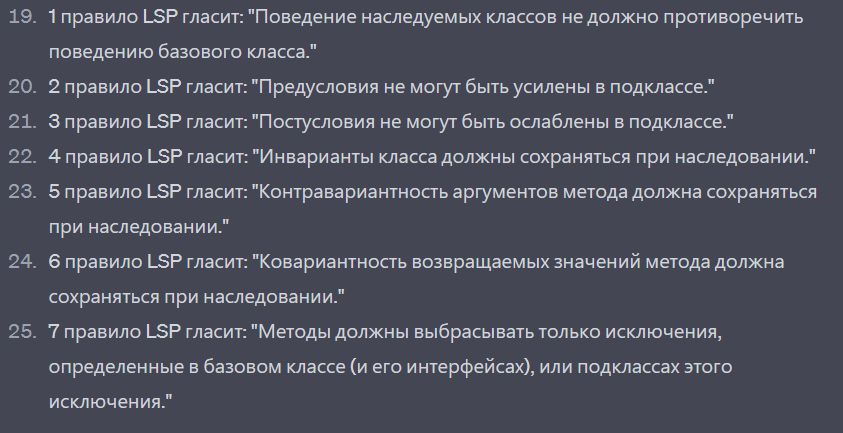 19. 1 правило LSP гласит: "Поведение наследуемых классов не должно противоречить
поведению базового класса."
20. 2 правило LSP гласит: "Предусловия не могут быть усилены в подклассе."
21. 3 правило LSP гласит: "Постусловия не могут быть ослаблены в подклассе."
22. 4 правило LSP гласит: "Инварианты класса должны сохраняться при наследовании."
23. 5 правило LSP гласит: "Контравариантность аргументов метода должна сохраняться
при наследовании."
24. 6 правило LSP гласит: "Ковариантность возвращаемых значений метода должна
сохраняться при наследовании."
25. 7 правило LSP гласит: "Методы должны выбрасывать только исключения,
определенные в базовом классе (и его интерфейсах), или подклассах этого
исключения."